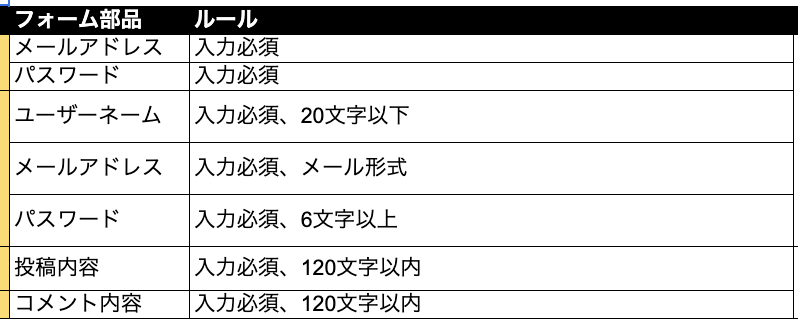 フォーム部品 ルール
メールアドレス 入力必須
パスワード 入力必須
ユーザーネーム 入力必須、20文字以下
メールアドレス 入力必須、メール形式
パスワード 入力必須、6文字以上
投稿内容 入力必須、120文字以内
コメント内容 入力必須、120文字以内